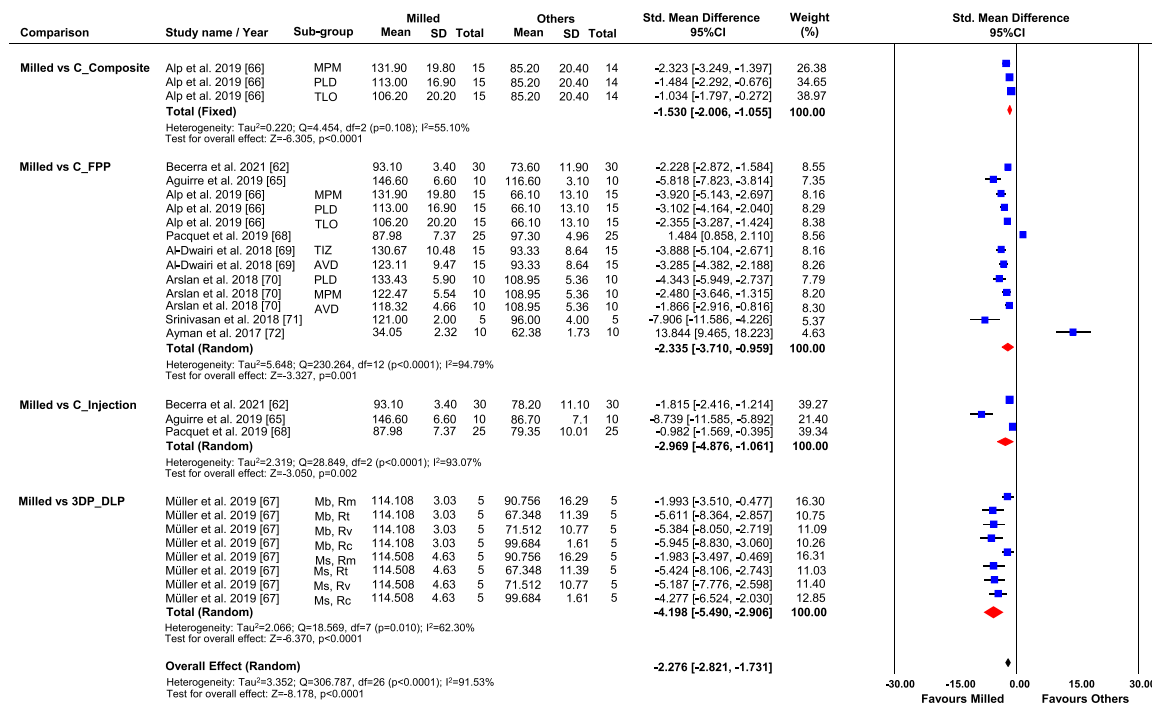 Milled Others Std. Mean Difference Weight Std. Mean Difference
Comparison Study name / Year Sub-group Mean SD Total Mean SD Total 95%CI (%) 95%CI
Milled vs C_Composite Alp et al. 2019 [66] MPM 131.90 19.80 15 85.20 20.40 14 -2.323 [-3.249, -1.397] 26.38
Alp et al. 2019 [66] PLD 113.00 16.90 15 85.20 20.40 14 -1.484 [-2.292, -0.676] 34.65
Alp et al. 2019 [66] TLO 106.20 20.20 15 85.20 20.40 14 -1.034 [-1.797, -0.272] 38.97
Total (Fixed) -1.530 [-2.006, -1.055] 100.00
Heterogeneity: Tau²=0.220; Q=4.454, df=2 (p=0.108); I²=55.10%
Test for overall effect: Z=-6.305, p<0.0001
Milled vs C_FPP Becerra et al. 2021 [62] 93.10 3.40 30 73.60 11.90 30 -2.228 [-2.872, -1.584] 8.55
Aguirre et al. 2019 [65] 146.60 6.60 10 116.60 3.10 10 -5.818 [-7.823, -3.814] 7.35
Alp et al. 2019 [66] MPM 131.90 19.80 15 66.10 13.10 15 -3.920 [-5.143, -2.697] 8.16
Alp et al. 2019 [66] PLD 113.00 16.90 15 66.10 13.10 15 -3.102 [-4.164, -2.040] 8.29
Alp et al. 2019 [66] TLO 106.20 20.20 15 66.10 13.10 15 -2.355 [-3.287, -1.424] 8.38
Pacquet et al. 2019 [68] 87.98 7.37 25 97.30 4.96 25 1.484 [0.858, 2.110] 8.56
Al-Dwairi et al. 2018 [69] TIZ 130.67 10.48 15 93.33 8.64 15 -3.888 [-5.104, -2.671] 8.16
Al-Dwairi et al. 2018 [69] AVD 123.11 9.47 15 93.33 8.64 15 -3.285 [-4.382, -2.188] 8.26
Arslan et al. 2018 [70] PLD 133.43 5.90 10 108.95 5.36 10 -4.343 [-5.949, -2.737] 7.79
Arslan et al. 2018 [70] MPM 122.47 5.54 10 108.95 5.36 10 -2.480 [-3.646, -1.315] 8.20
Arslan et al. 2018 [70] AVD 118.32 4.66 10 108.95 5.36 10 -1.866 [-2.916, -0.816] 8.30
Srinivasan et al. 2018 [71] 121.00 2.00 5 96.00 4.00 5 -7.906 [-11.586, -4.226] 5.37
Ayman et al. 2017 [72] 34.05 2.32 10 62.38 1.73 10 13.844 [9.465, 18.223] 4.63
Total (Random) -2.335 [-3.710, -0.959] 100.00
Heterogeneity: Tau²=5.648; Q=230.264, df=12 (p<0.0001); I²=94.79%
Test for overall effect: Z=-3.327, p=0.001
Milled vs C_Injection Becerra et al. 2021 [62] 93.10 3.40 30 78.20 11.10 30 -1.815 [-2.416, -1.214] 39.27
Aguirre et al. 2019 [65] 146.60 6.60 10 86.70 7.1 10 -8.739 [-11.585, -5.892] 21.40
Pacquet et al. 2019 [68] 87.98 7.37 25 79.35 10.01 25 -0.982 [-1.569, -0.395] 39.34
Total (Random) -2.969 [-4.876, -1.061] 100.00
Heterogeneity: Tau²=2.319; Q=28.849, df=2 (p<0.0001); I²=93.07%
Test for overall effect: Z=-3.050, p=0.002
Milled vs 3DP_DLP Müller et al. 2019 [67] Mb, Rm 114.108 3.03 5 90.756 16.29 5 -1.993 [-3.510, -0.477] 16.30
Müller et al. 2019 [67] Mb, Rt 114.108 3.03 5 67.348 11.39 5 -5.611 [-8.364, -2.857] 10.75
Müller et al. 2019 [67] Mb, Rv 114.108 3.03 5 71.512 10.77 5 -5.384 [-8.050, -2.719] 11.09
Müller et al. 2019 [67] Mb, Rc 114.108 3.03 5 99.684 1.61 5 -5.945 [-8.830, -3.060] 10.26
Müller et al. 2019 [67] Ms, Rm 114.508 4.63 5 90.756 16.29 5 -1.983 [-3.497, -0.469] 16.31
Müller et al. 2019 [67] Ms, Rt 114.508 4.63 5 67.348 11.39 5 -5.424 [-8.106, -2.743] 11.03
Müller et al. 2019 [67] Ms, Rv 114.508 4.63 5 71.512 10.77 5 -5.187 [-7.776, -2.598] 11.40
Müller et al. 2019 [67] Ms, Rc 114.508 4.63 5 99.684 1.61 5 -4.277 [-6.524, -2.030] 12.85
Total (Random) -4.198 [-5.490, -2.906] 100.00
Heterogeneity: Tau²=2.066; Q=18.569, df=7 (p=0.010); I²=62.30%
Test for overall effect: Z=-6.370, p<0.0001
Overall Effect (Random) -2.276 [-2.821, -1.731]
Heterogeneity: Tau²=3.352; Q=306.787, df=26 (p<0.0001); I²=91.53%
Test for overall effect: Z=-8.178, p<0.0001
-30.00 -15.00 0.00 15.00 30.00
Favours Milled Favours Others